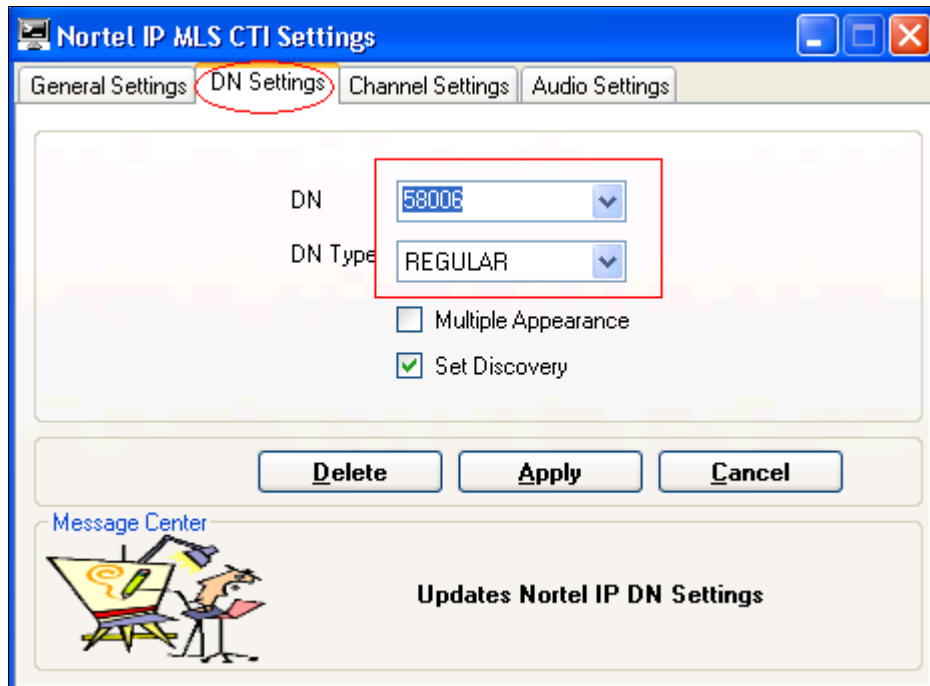 Nortel IP MLS CTI Settings
General Settings DN Settings Channel Settings Audio Settings
DN 58006
DN Type REGULAR
Multiple Appearance
Set Discovery
Delete Apply Cancel
Message Center
Updates Nortel IP DN Settings